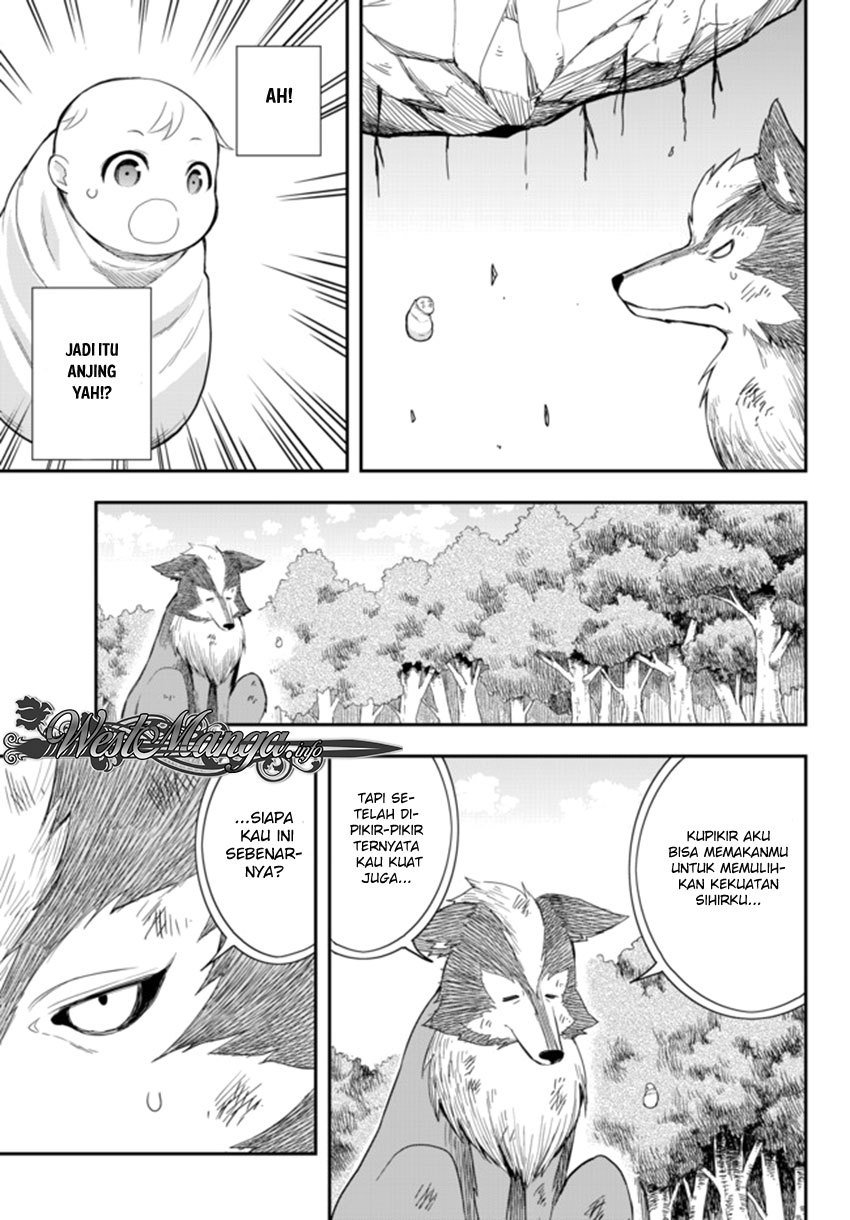 AH!
JADI ITU
ANJING
YAH!?
KUPIKIR AKU
BISA MEMAKANMU
UNTUK MEMULIH-
KAN KEKUATAN
SIHIRKU...
TAPI SE-
TELAH DI-
PIKIR-PIKIR
TERNYATA
KAU KUAT
JUGA...
...SIAPA
KAU INI
SEBENAR-
NYA?
WestManga.info